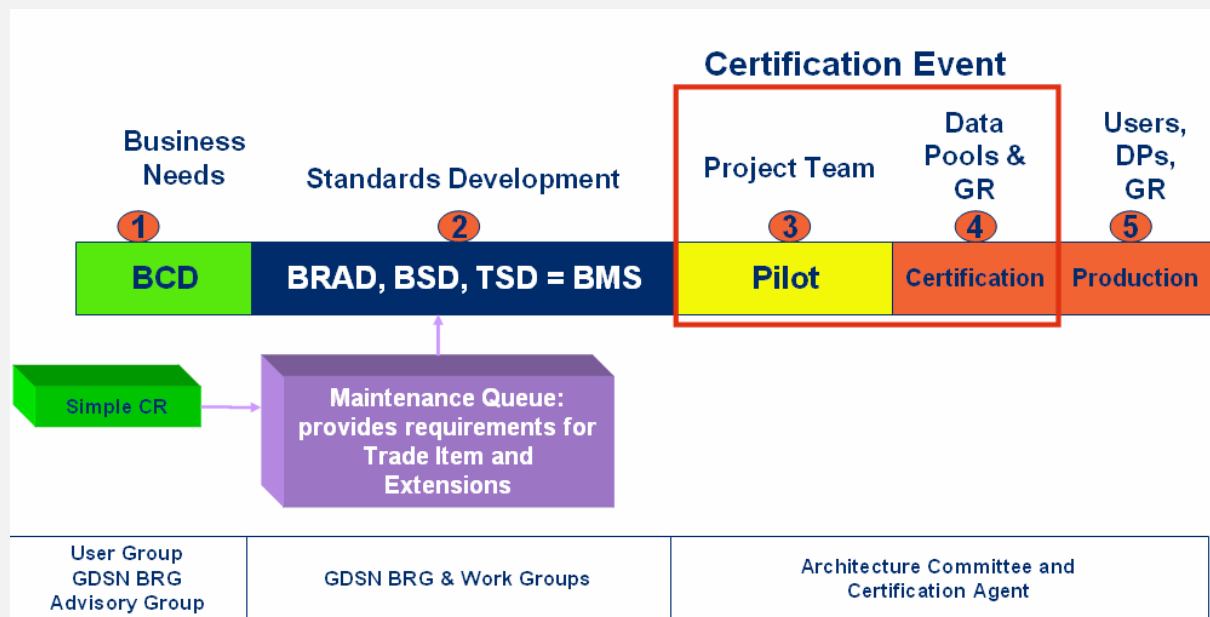 Certification Event
Business
Needs
Standards Development
Project Team
Data
Pools &
GR
Users,
DPs,
GR
1
2
3
4
5
BCD
BRAD, BSD, TSD = BMS
Pilot
Certification
Production
Simple CR
Maintenance Queue:
provides requirements for
Trade Item and
Extensions
User Group
GDSN BRG
Advisory Group
GDSN BRG & Work Groups
Architecture Committee and
Certification Agent